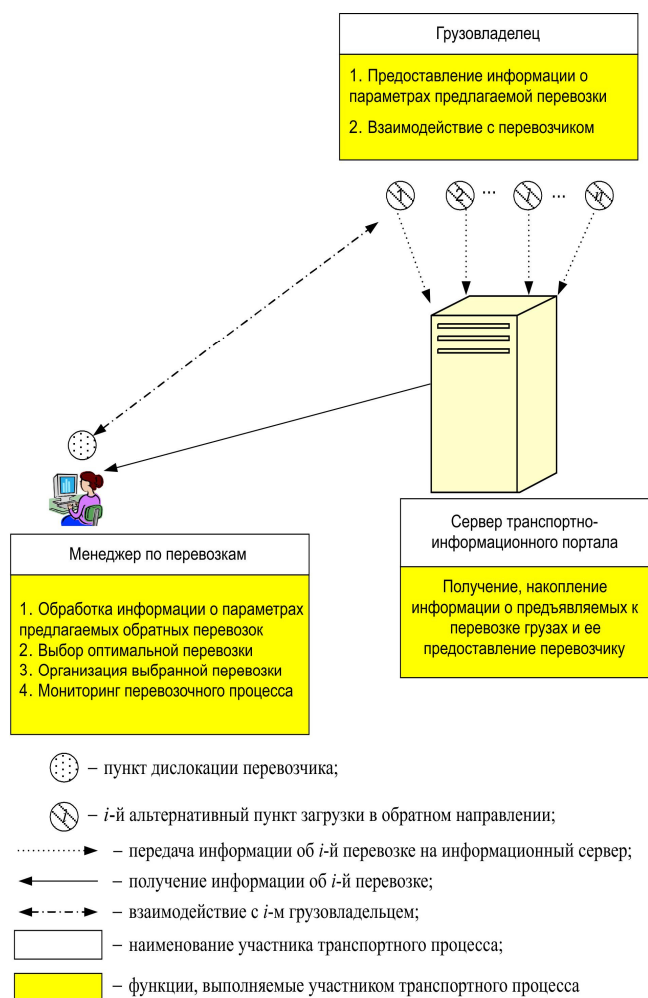 Грузовладелец
1. Предоставление информации о
параметрах предлагаемой перевозки
2. Взаимодействие с перевозчиком
1 2 ... i ... n
Сервер транспортно-
информационного портала
Получение, накопление
информации о предъявляемых к
перевозке грузах и ее
предоставление перевозчику
Менеджер по перевозкам
1. Обработка информации о параметрах
предлагаемых обратных перевозок
2. Выбор оптимальной перевозки
3. Организация выбранной перевозки
4. Мониторинг перевозочного процесса
– пункт дислокации перевозчика;
i – i-й альтернативный пункт загрузки в обратном направлении;
– передача информации об i-й перевозке на информационный сервер;
– получение информации об i-й перевозке;
– взаимодействие с i-м грузовладельцем;
– наименование участника транспортного процесса;
– функции, выполняемые участником транспортного процесса